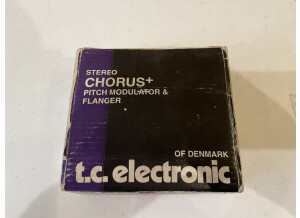 STEREO
CHORUS+
PITCH MODULATOR &
FLANGER
OF DENMARK
t.c. electronic